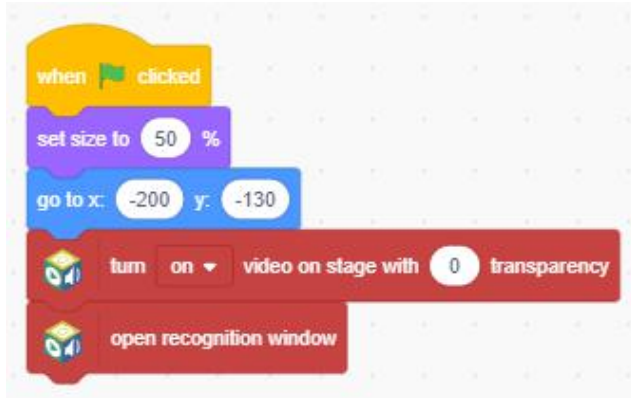 when clicked
set size to 50 %
go to x: -200 y: -130
turn on video on stage with 0 transparency
open recognition window